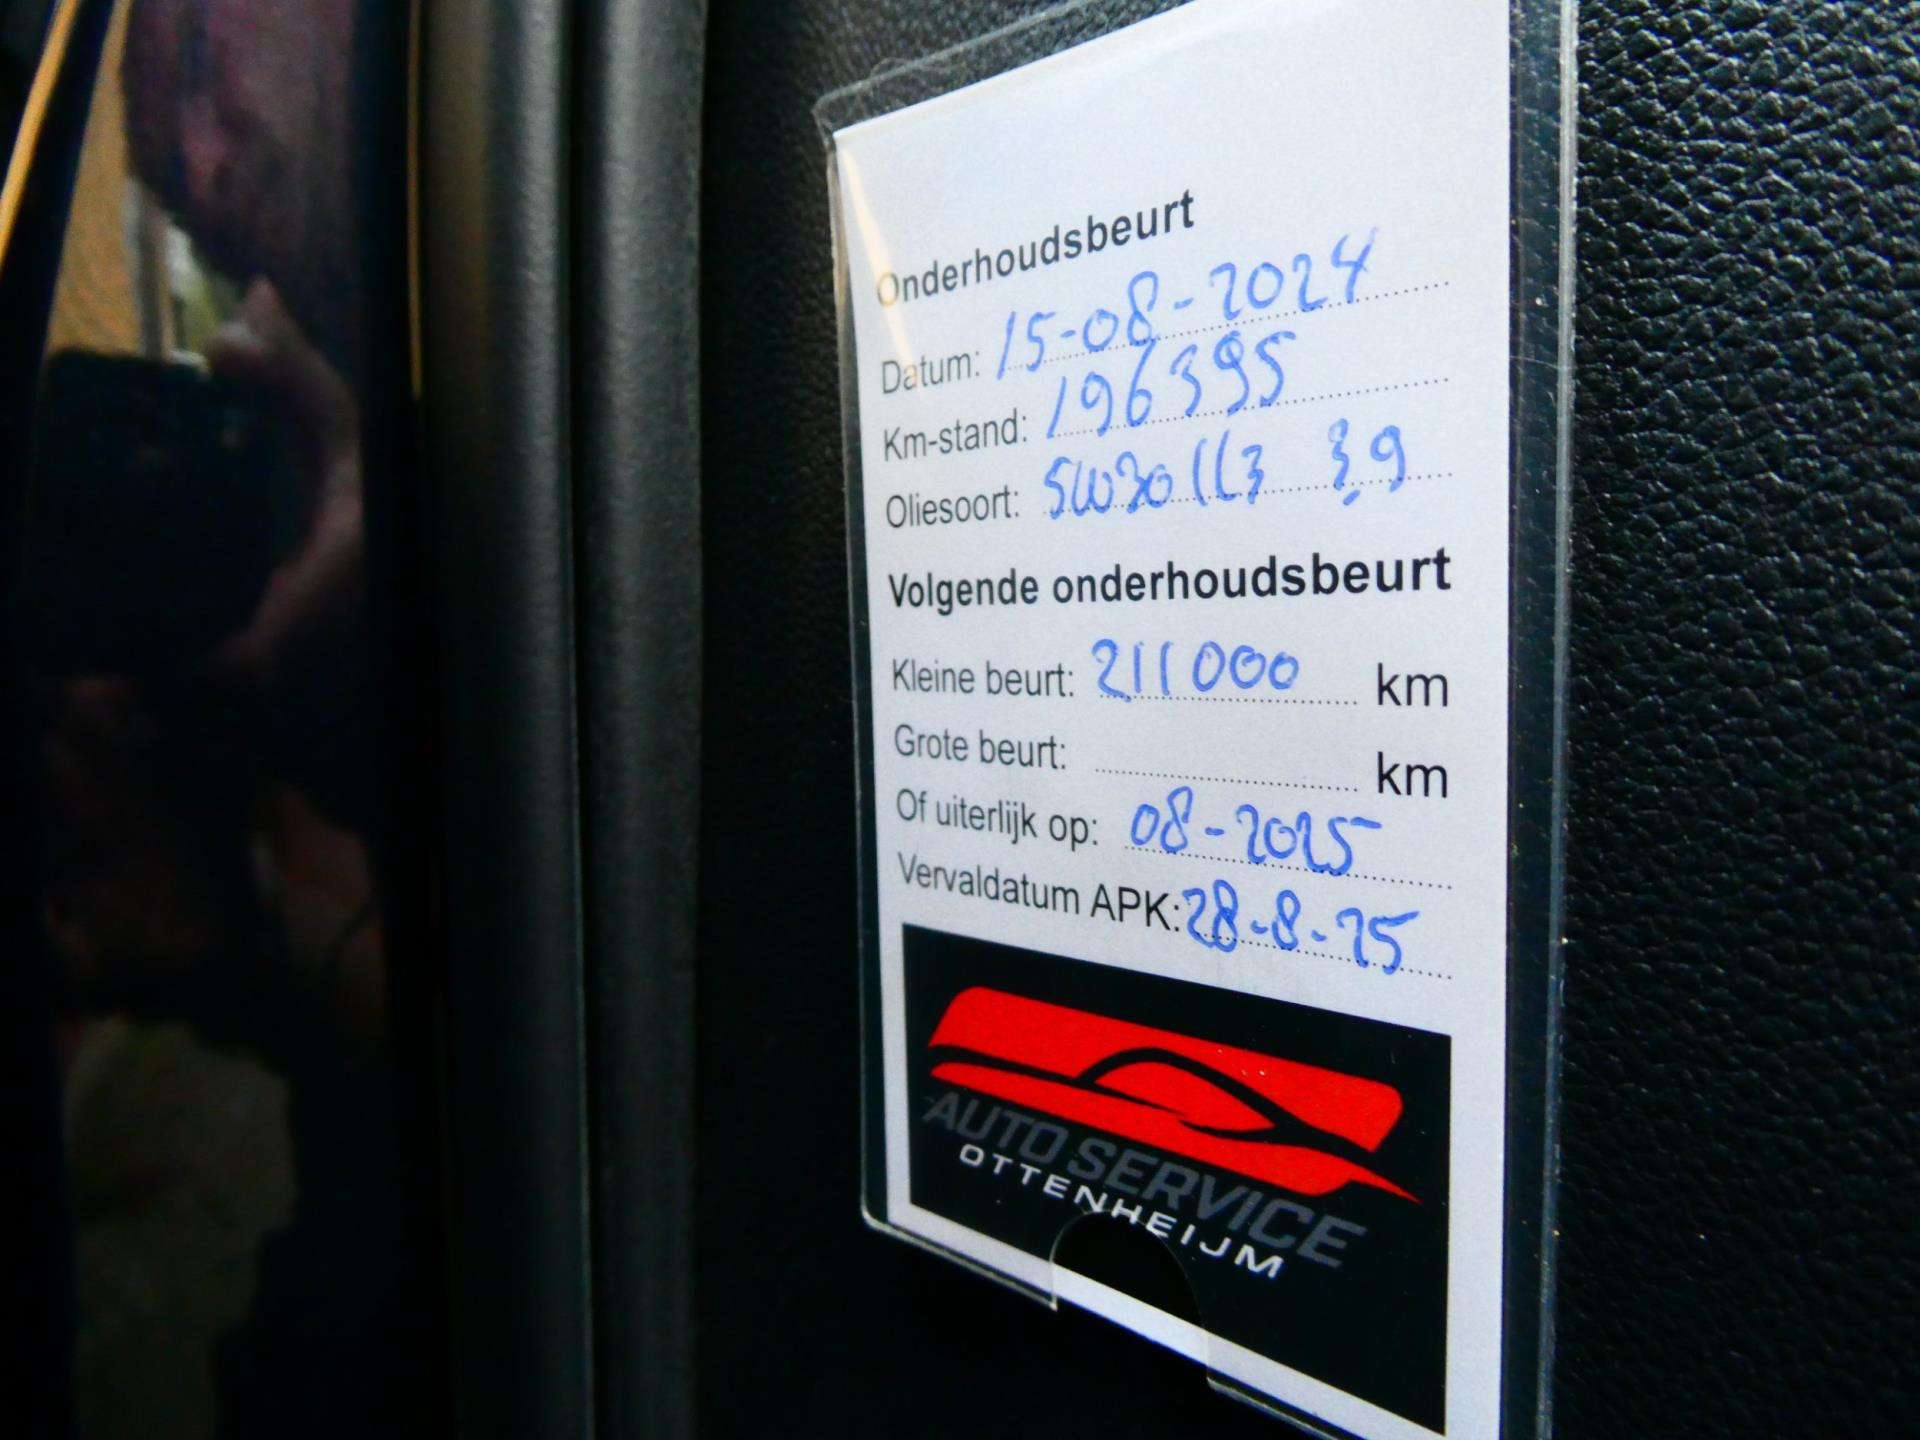 Onderhoudsbeurt
Datum: 15-08-2024
Km-stand: 196395
Oliesoort: 5W30 LL3 3,9
Volgende onderhoudsbeurt
Kleine beurt: 211000 km
Grote beurt: km
Of uiterlijk op: 08-2025
Vervaldatum APK: 28-8-25
AUTO SERVICE
OTTENHEIJM